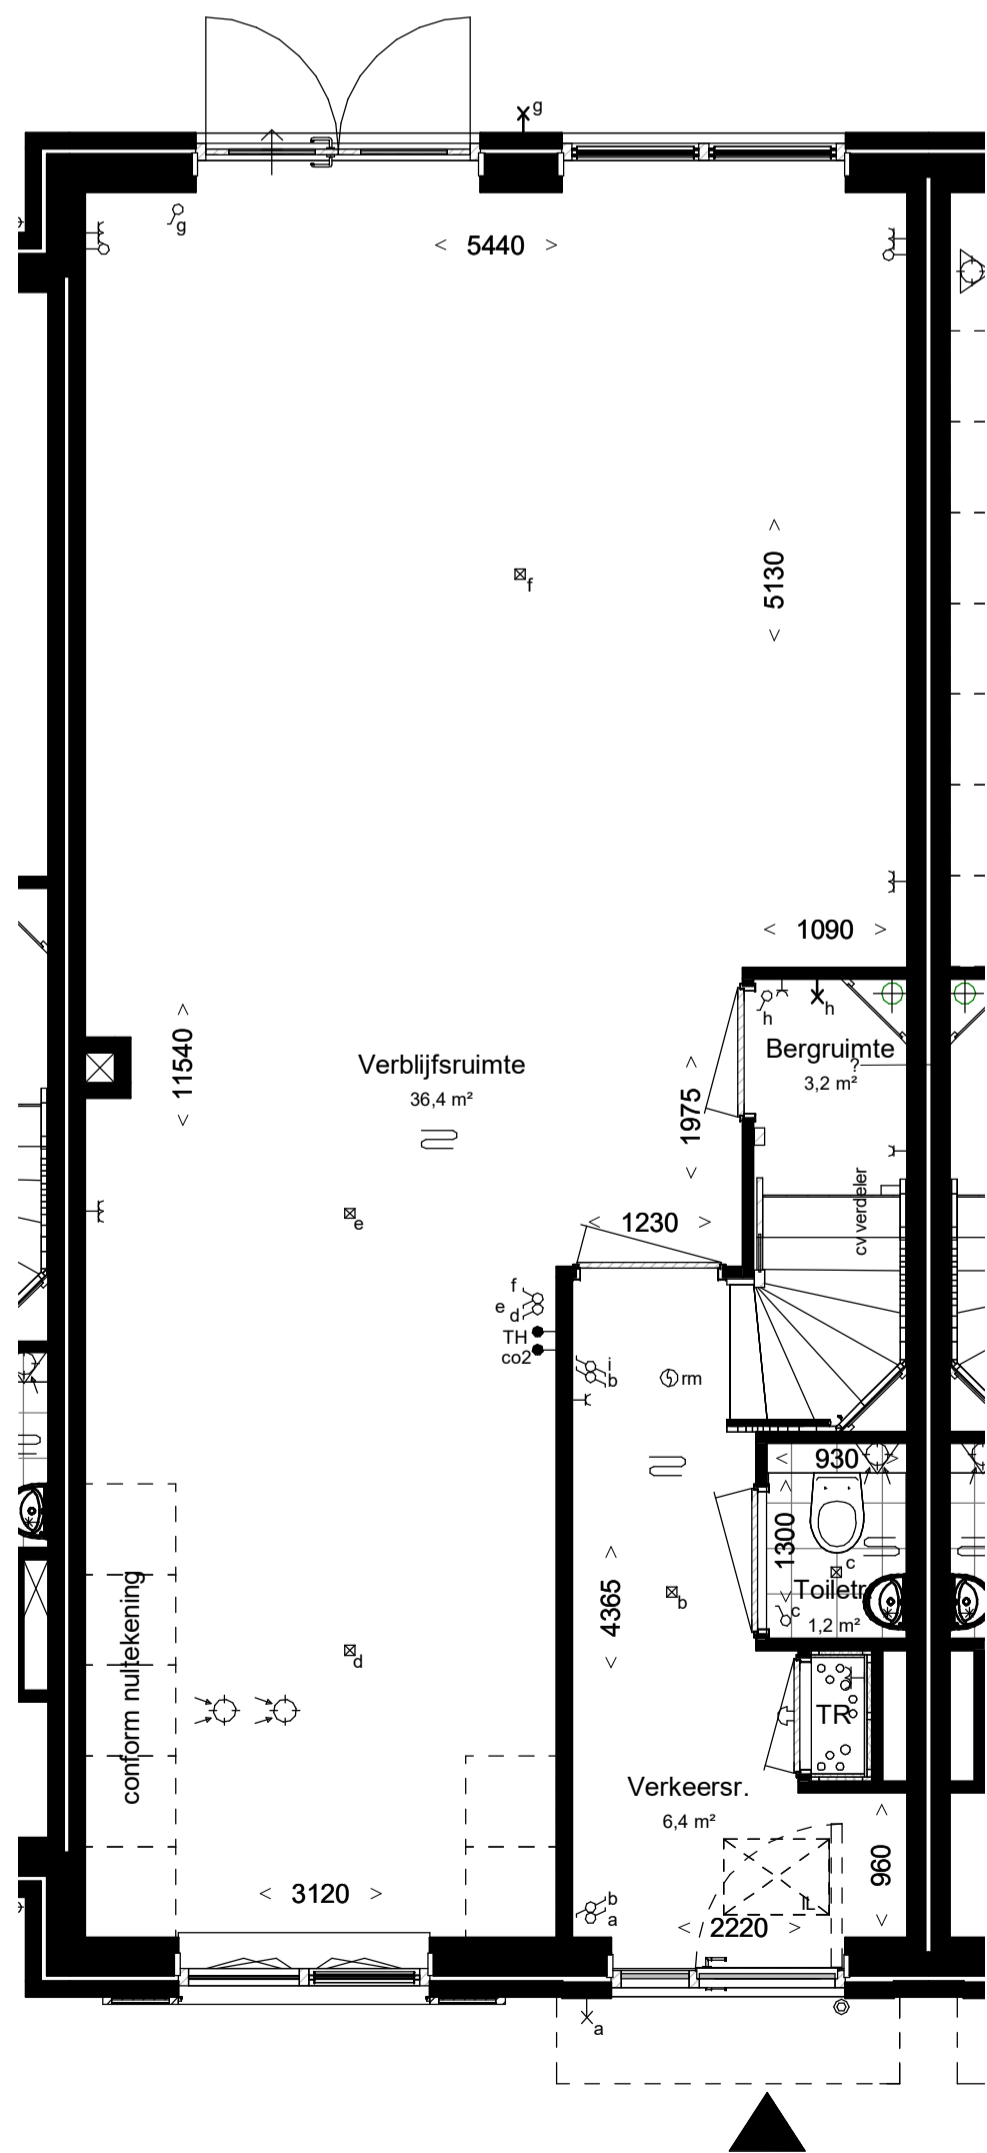 g
g
< 5440 >
f
< 5130 >
< 1090 >
h
h
Bergruimte
?
3,2 m²
< 11540 >
Verblijfsruimte
36,4 m²
< 1975 >
cv verdeler
e
< 1230 >
f
e d
TH
co2
i
b
rm
< 930 >
< 1300 >
c
Toiletr
c
1,2 m²
< 4365 >
b
conform nultekening
d
TR
Verkeersr.
6,4 m²
< 960 >
< 3120 >
b
a
< 2220 >
a